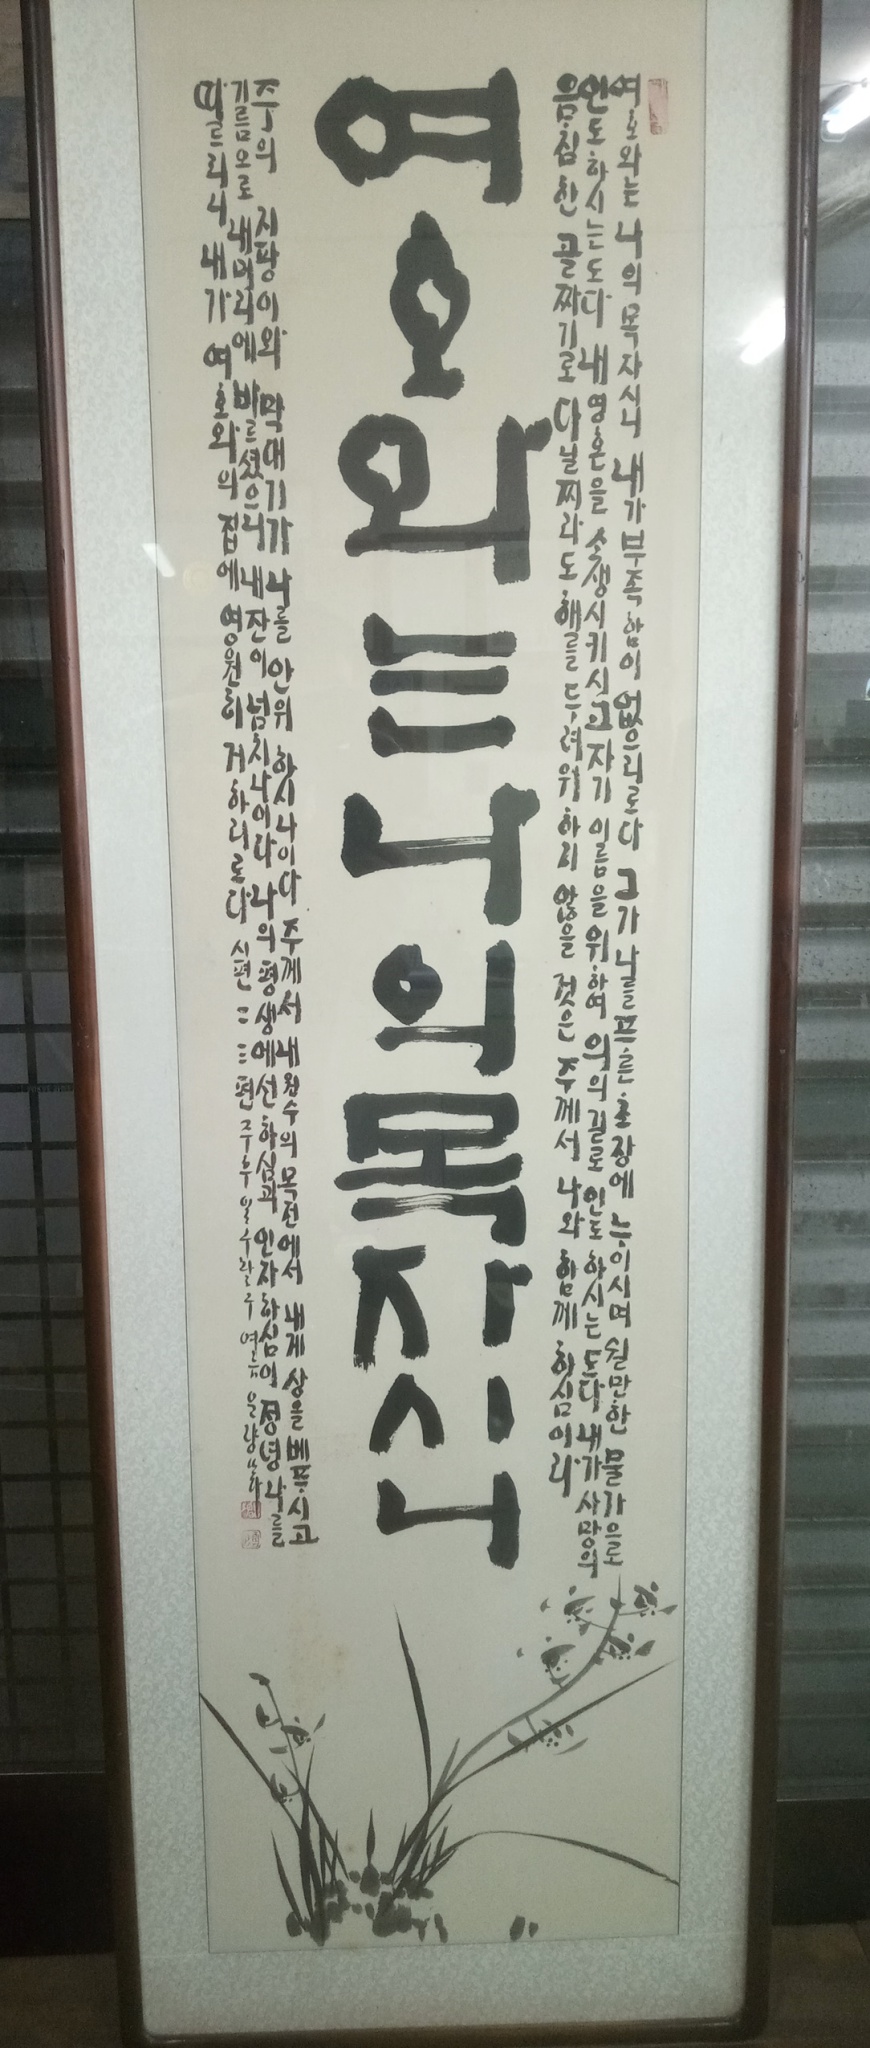 여호와는 나의 목자시니 내가 부족함이 없으리로다 그가 나를 푸른 초장에 누이시며 쉴만한 물가으로
인도하시는도다 내 영혼을 소생시키시고 자기 이름을 위하여 의의 길로 인도하시는도다 내가 사망의
음침한 골짜기로 다닐찌라도 해를 두려워하리 않을 것은 주께서 나와 함께 하심이라
여호와는 나의 목자시니
주의 지팡이와 막대기가 나를 안위하시나이다 주께서 내 원수의 목전에서 내게 상을 베푸시고
기름으로 내 머리에 바르셨으니 내 잔이 넘치나이다 나의 평생에 선하심과 인자하심이 정녕 나를
따르리니 내가 여호와의 집에 영원히 거하리로다 시편 二三편